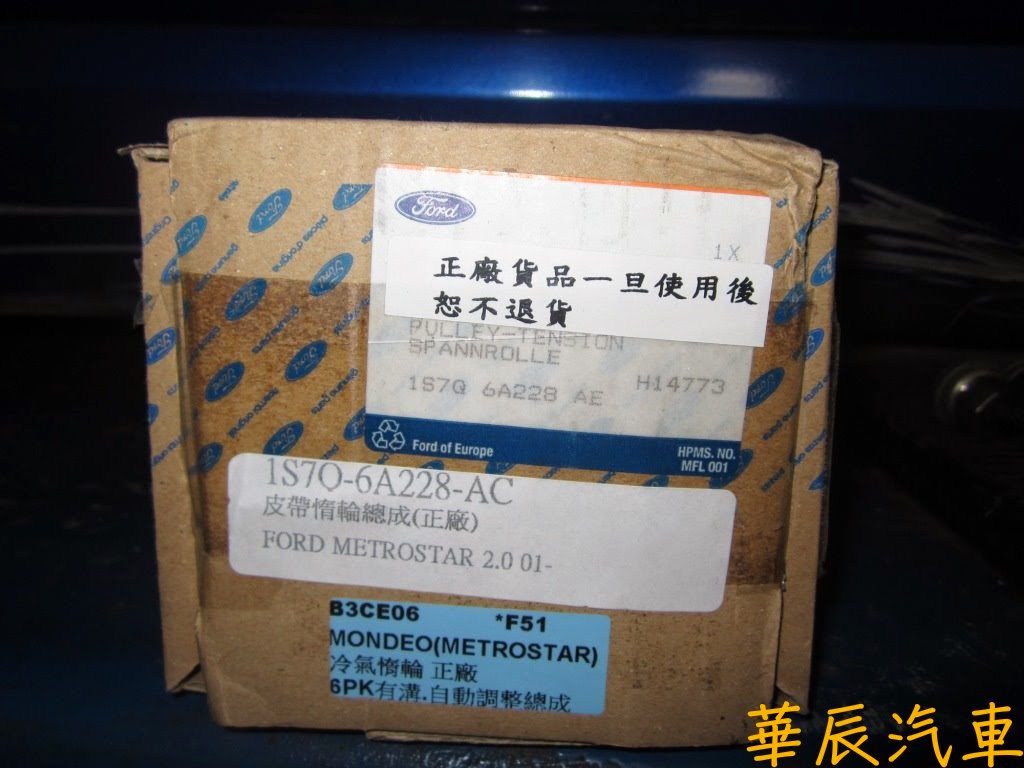 Ford
1X
正廠貨品一旦使用後
恕不退貨
PULLEY-TENSION
SPANNROLLE
1S7Q 6A228 AE H14773
Ford of Europe
HPMS. NO.
MFL 001
1S7Q-6A228-AC
皮帶惰輪總成(正廠)
FORD METROSTAR 2.0 01-
B3CE06 *F51
MONDEO(METROSTAR)
冷氣惰輪 正廠
6PK有溝.自動調整總成
華辰汽車